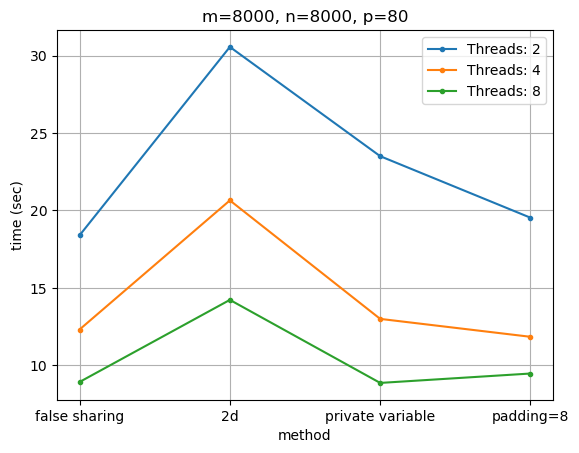 m=8000, n=8000, p=80
Threads: 2
Threads: 4
Threads: 8
time (sec)
30
25
20
15
10
false sharing
2d
private variable
padding=8
method